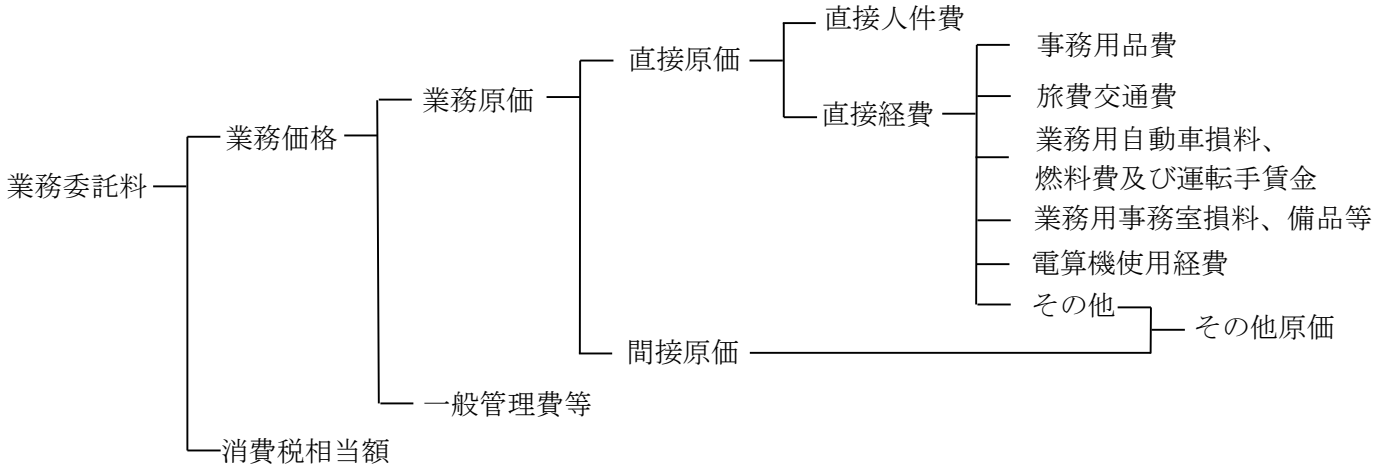 直接人件費
事務用品費
直接原価
旅費交通費
業務原価
直接経費
業務用自動車損料、
燃料費及び運転手賃金
業務価格
業務委託料
業務用事務室損料、備品等
電算機使用経費
その他
その他原価
間接原価
一般管理費等
消費税相当額